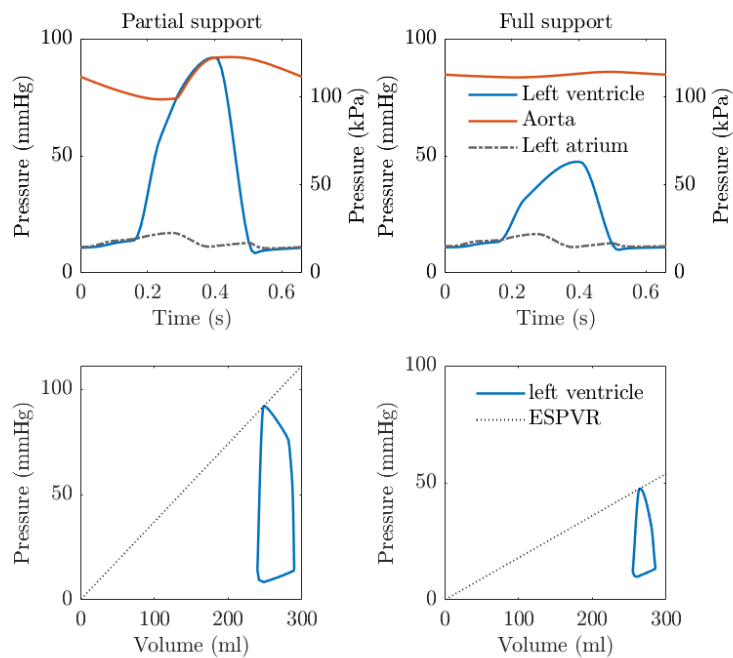 Partial support
100
50
0
Pressure (mmHg)
100
50
0
Pressure (kPa)
0 0.2 0.4 0.6
Time (s)
Full support
100
50
0
Pressure (mmHg)
Left ventricle
Aorta
Left atrium
100
50
0
Pressure (kPa)
0 0.2 0.4 0.6
Time (s)
100
50
0
Pressure (mmHg)
0 100 200 300
Volume (ml)
100
50
0
Pressure (mmHg)
left ventricle
ESPVR
0 100 200 300
Volume (ml)